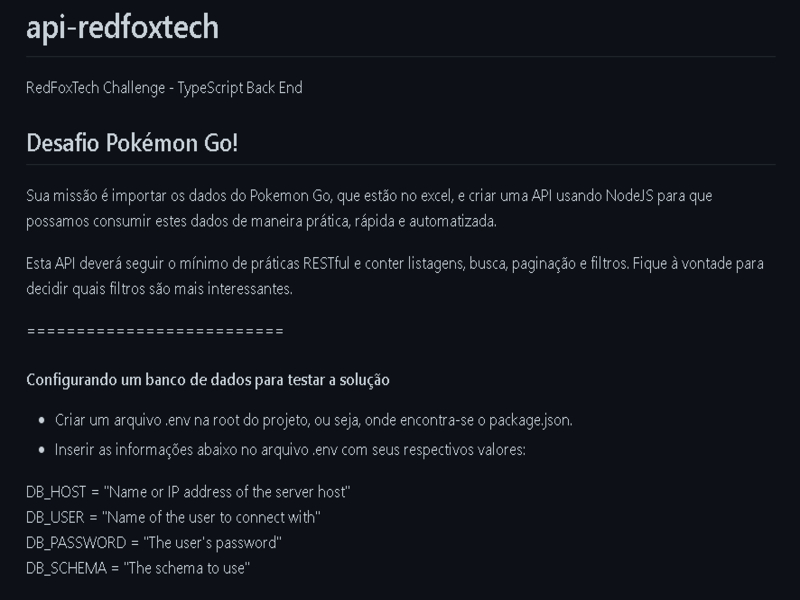 api-redfoxtech
RedFoxTech Challenge - TypeScript Back End
Desafio Pokémon Go!
Sua missão é importar os dados do Pokemon Go, que estão no excel, e criar uma API usando NodeJS para que
possamos consumir estes dados de maneira prática, rápida e automatizada.
Esta API deverá seguir o mínimo de práticas RESTful e conter listagens, busca, paginação e filtros. Fique à vontade para
decidir quais filtros são mais interessantes.
==========================
Configurando um banco de dados para testar a solução
• Criar um arquivo .env na root do projeto, ou seja, onde encontra-se o package.json.
• Inserir as informações abaixo no arquivo .env com seus respectivos valores:
DB_HOST = "Name or IP address of the server host"
DB_USER = "Name of the user to connect with"
DB_PASSWORD = "The user's password"
DB_SCHEMA = "The schema to use"